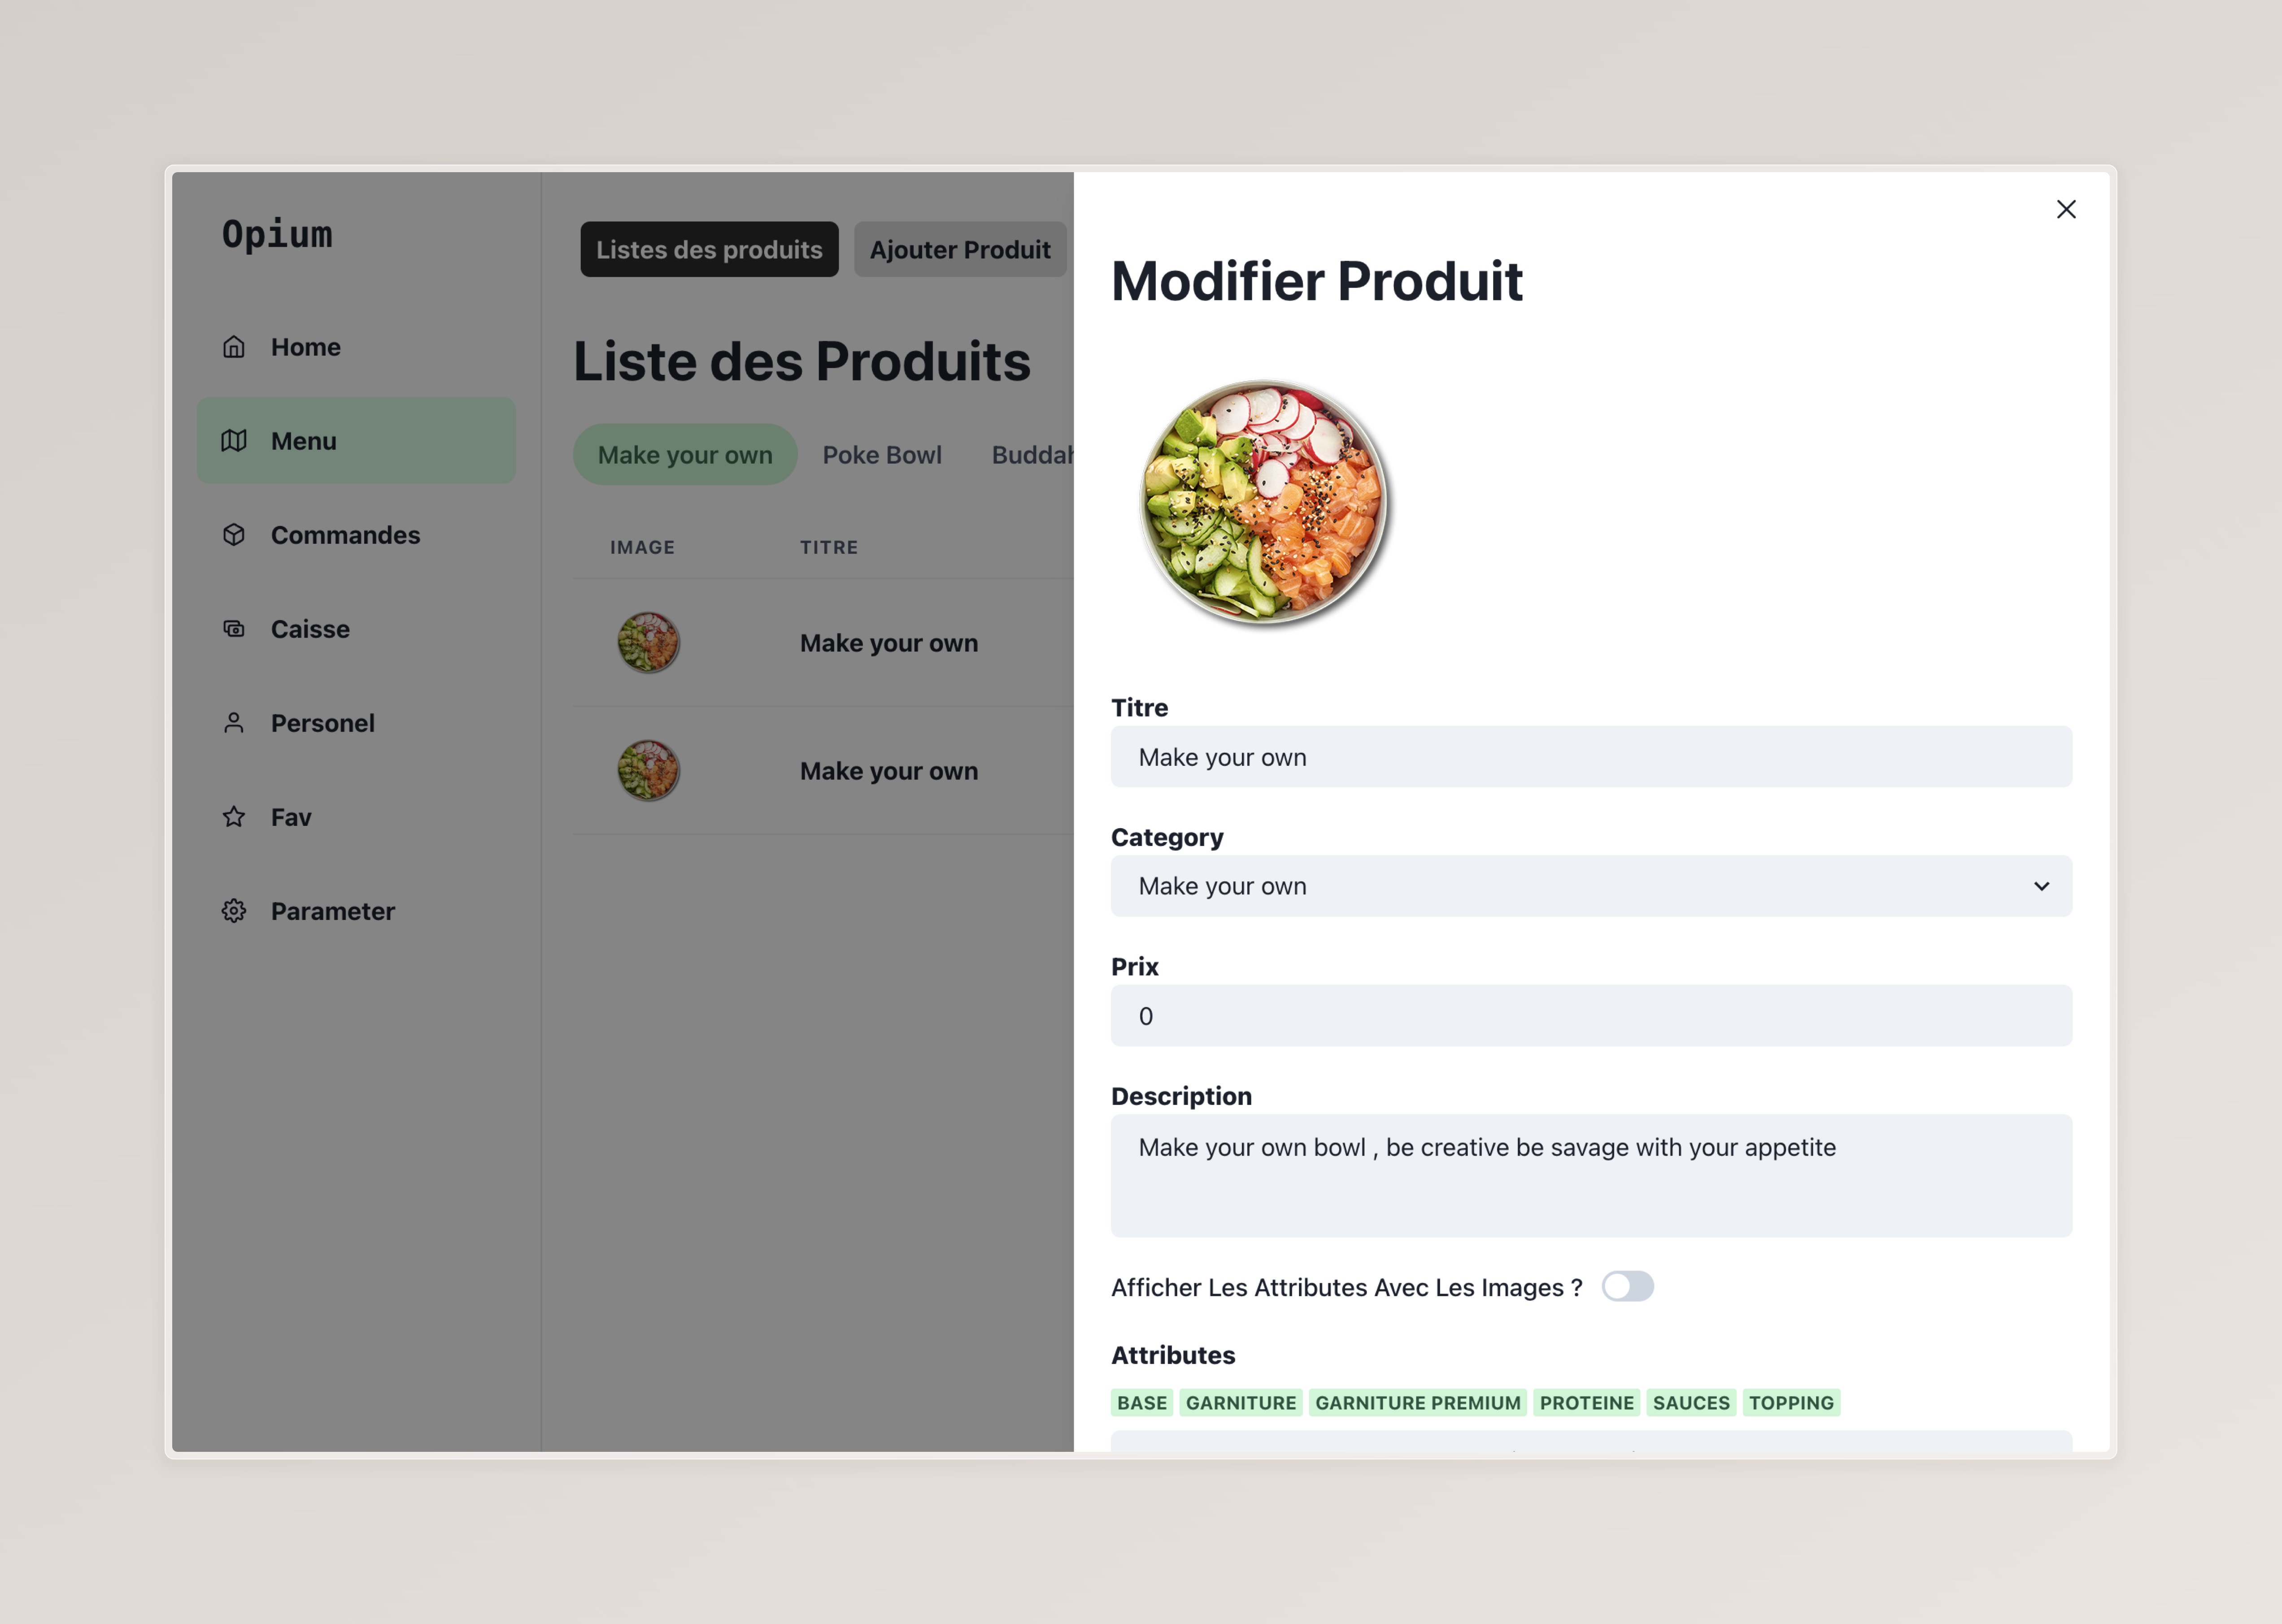 Opium
Home
Menu
Commandes
Caisse
Personel
Fav
Parameter
Listes des produits
Ajouter Produit
Liste des Produits
Make your own
Poke Bowl
IMAGE
TITRE
Make your own
Make your own
Modifier Produit
Titre
Make your own
Category
Make your own
Prix
0
Description
Make your own bowl , be creative be savage with your appetite
Afficher Les Attributes Avec Les Images ?
Attributes
BASE
GARNITURE
GARNITURE PREMIUM
PROTEINE
SAUCES
TOPPING